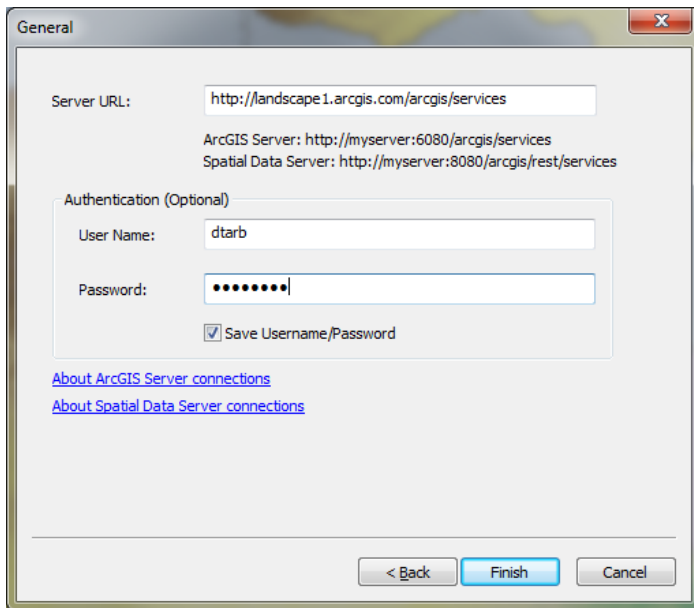 General
Server URL: http://landscape1.arcgis.com/arcgis/services
ArcGIS Server: http://myserver:6080/arcgis/services
Spatial Data Server: http://myserver:8080/arcgis/rest/services
Authentication (Optional)
User Name: dtarb
Password: ●●●●●●●●
Save Username/Password
About ArcGIS Server connections
About Spatial Data Server connections
< Back Finish Cancel